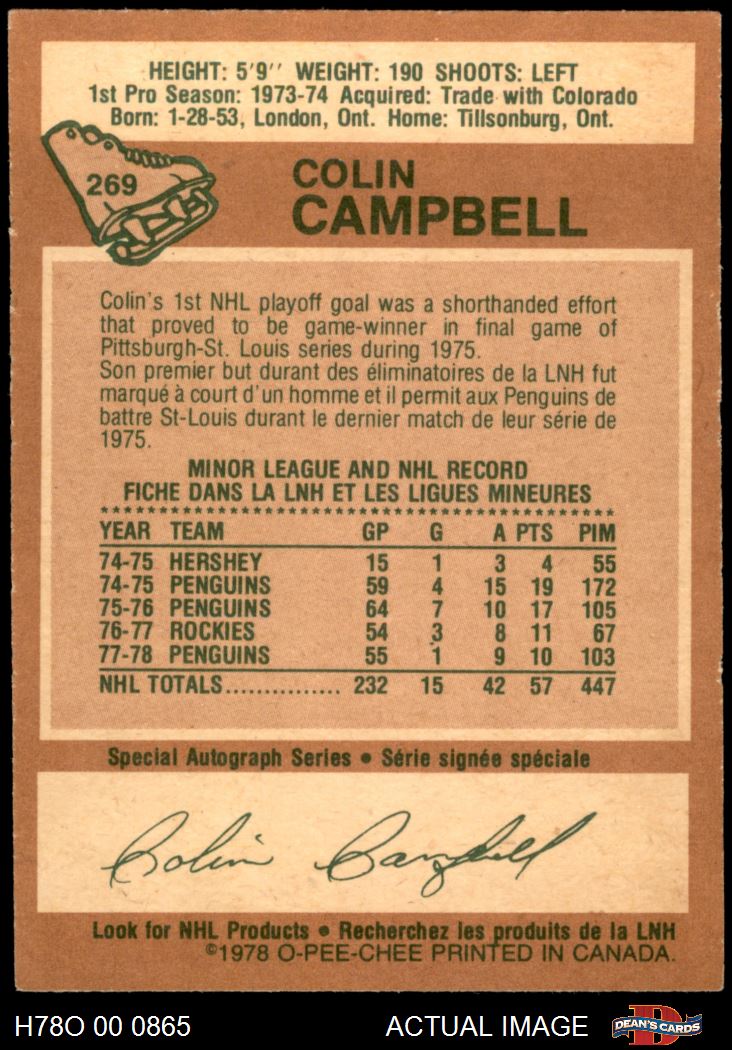 HEIGHT: 5'9'' WEIGHT: 190 SHOOTS: LEFT
1st Pro Season: 1973-74 Acquired: Trade with Colorado
Born: 1-28-53, London, Ont. Home: Tillsonburg, Ont.
269
COLIN
CAMPBELL
Colin's 1st NHL playoff goal was a shorthanded effort
that proved to be game-winner in final game of
Pittsburgh-St. Louis series during 1975.
Son premier but durant des éliminatoires de la LNH fut
marqué à court d'un homme et il permit aux Penguins de
battre St-Louis durant le dernier match de leur série de
1975.
MINOR LEAGUE AND NHL RECORD
FICHE DANS LA LNH ET LES LIGUES MINEURES
YEAR TEAM GP G A PTS PIM
74-75 HERSHEY 15 1 3 4 55
74-75 PENGUINS 59 4 15 19 172
75-76 PENGUINS 64 7 10 17 105
76-77 ROCKIES 54 3 8 11 67
77-78 PENGUINS 55 1 9 10 103
NHL TOTALS............... 232 15 42 57 447
Special Autograph Series • Série signée spéciale
Colin Campbell
Look for NHL Products • Recherchez les produits de la LNH
©1978 O-PEE-CHEE PRINTED IN CANADA.
H78O 00 0865 ACTUAL IMAGE
D
DEAN'S CARDS